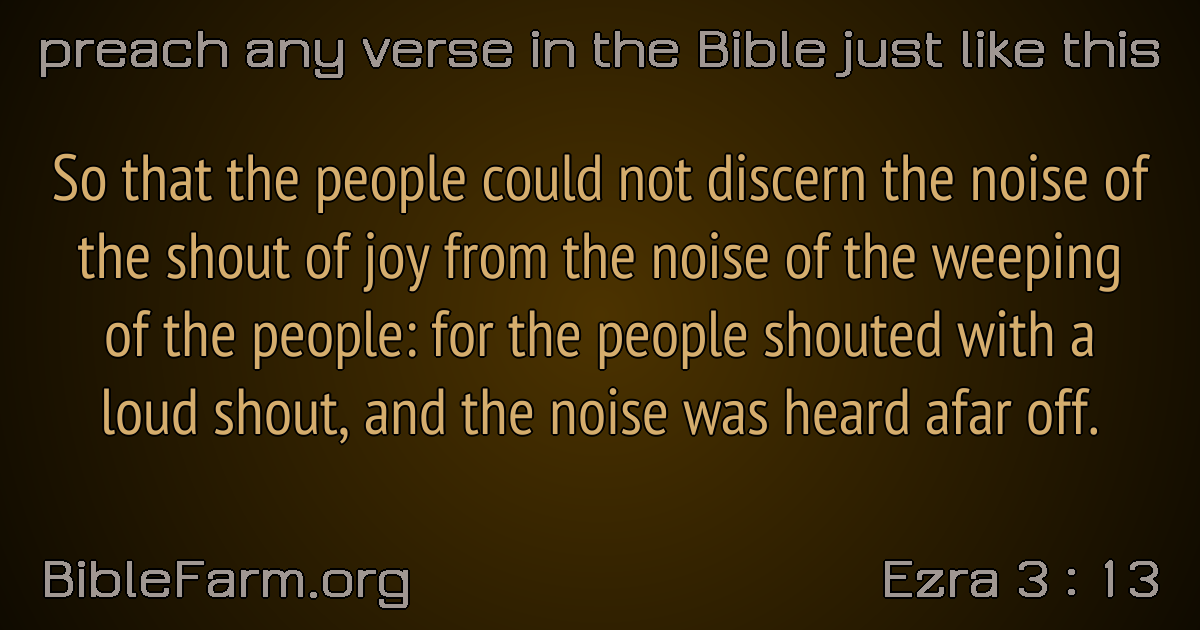 preach any verse in the Bible just like this
So that the people could not discern the noise of
the shout of joy from the noise of the weeping
of the people: for the people shouted with a
loud shout, and the noise was heard afar off.
BibleFarm.org
Ezra 3 : 13